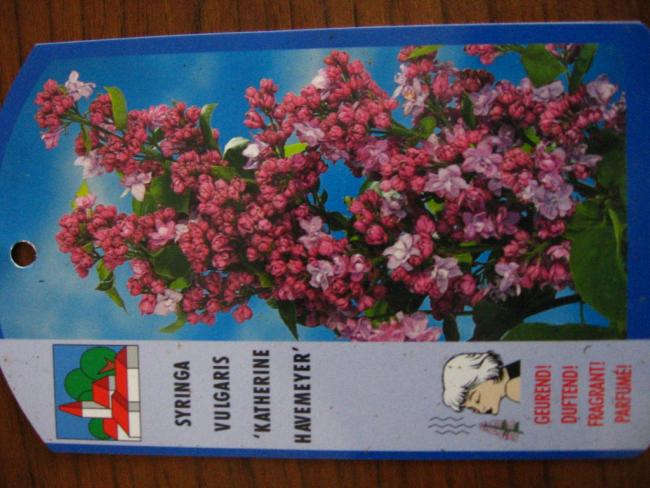 SYRINGA
VULGARIS
'KATHERINE
HAVEMEYER'
GEUREND!
DUFTEND!
FRAGRANT!
PARFUMÉ!